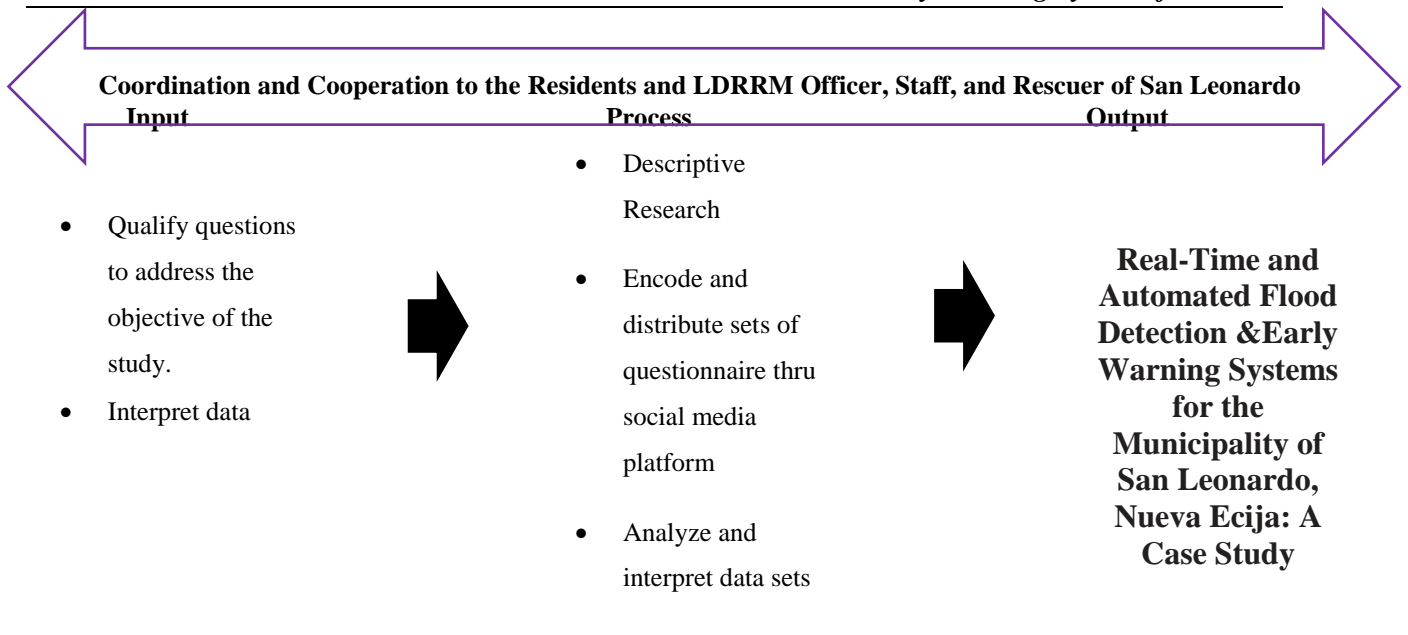 Coordination and Cooperation to the Residents and LDRRM Officer, Staff, and Rescuer of San Leonardo
Input Process Output
• Qualify questions
to address the
objective of the
study.
• Interpret data
• Descriptive
Research
• Encode and
distribute sets of
questionnaire thru
social media
platform
• Analyze and
interpret data sets
Real-Time and
Automated Flood
Detection &Early
Warning Systems
for the
Municipality of
San Leonardo,
Nueva Ecija: A
Case Study